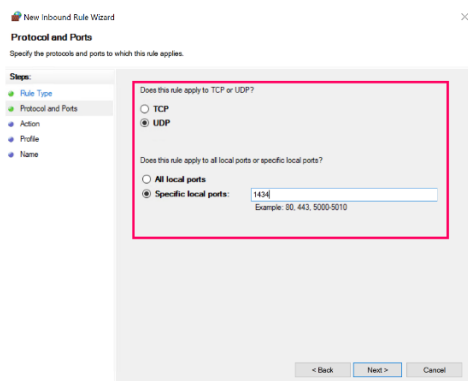 New Inbound Rule Wizard
Protocol and Ports
Specify the protocols and ports to which this rule applies.
Steps:
Rule Type
Protocol and Ports
Action
Profile
Name
Does this rule apply to TCP or UDP?
TCP
UDP
Does this rule apply to all local ports or specific local ports?
All local ports
Specific local ports: 1434
Example: 80, 443, 5000-5010
< Back Next > Cancel